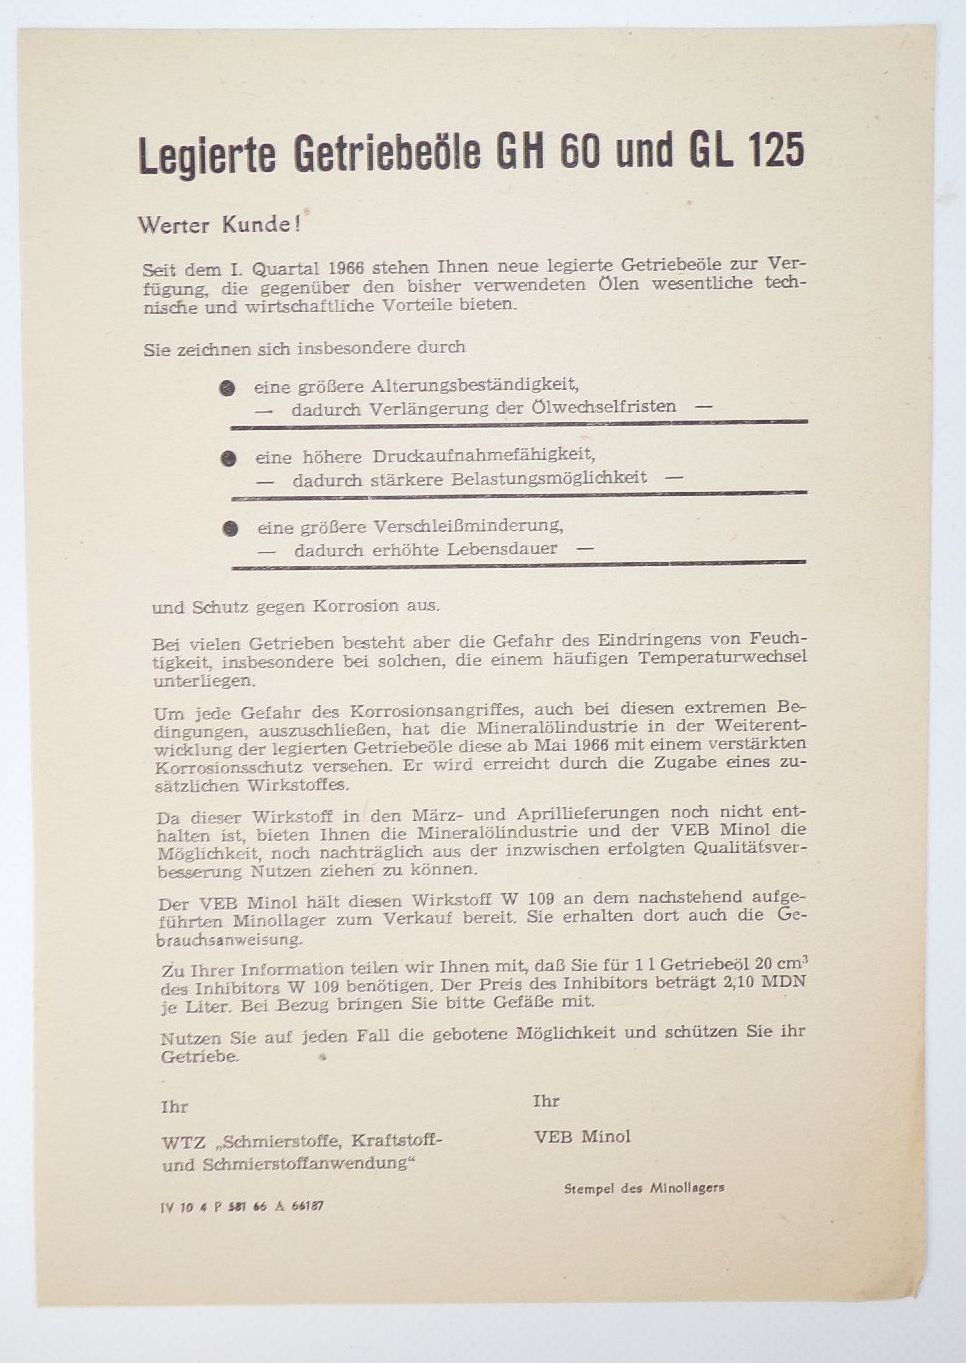 Legierte Getriebeöle GH 60 und GL 125
Werter Kunde!
Seit dem I. Quartal 1966 stehen Ihnen neue legierte Getriebeöle zur Ver-
fügung, die gegenüber den bisher verwendeten Ölen wesentliche tech-
nische und wirtschaftliche Vorteile bieten.
Sie zeichnen sich insbesondere durch
● eine größere Alterungsbeständigkeit,
— dadurch Verlängerung der Ölwechselfristen —
● eine höhere Druckaufnahmefähigkeit,
— dadurch stärkere Belastungsmöglichkeit —
● eine größere Verschleißminderung,
— dadurch erhöhte Lebensdauer —
und Schutz gegen Korrosion aus.
Bei vielen Getrieben besteht aber die Gefahr des Eindringens von Feuch-
tigkeit, insbesondere bei solchen, die einem häufigen Temperaturwechsel
unterliegen.
Um jede Gefahr des Korrosionsangriffes, auch bei diesen extremen Be-
dingungen, auszuschließen, hat die Mineralölindustrie in der Weiterent-
wicklung der legierten Getriebeöle diese ab Mai 1966 mit einem verstärkten
Korrosionsschutz versehen. Er wird erreicht durch die Zugabe eines zu-
sätzlichen Wirkstoffes.
Da dieser Wirkstoff in den März- und Aprillieferungen noch nicht ent-
halten ist, bieten Ihnen die Mineralölindustrie und der VEB Minol die
Möglichkeit, noch nachträglich aus der inzwischen erfolgten Qualitätsver-
besserung Nutzen ziehen zu können.
Der VEB Minol hält diesen Wirkstoff W 109 an dem nachstehend aufge-
führten Minollager zum Verkauf bereit. Sie erhalten dort auch die Ge-
brauchsanweisung.
Zu Ihrer Information teilen wir Ihnen mit, daß Sie für 1 l Getriebeöl 20 cm³
des Inhibitors W 109 benötigen. Der Preis des Inhibitors beträgt 2,10 MDN
je Liter. Bei Bezug bringen Sie bitte Gefäße mit.
Nutzen Sie auf jeden Fall die gebotene Möglichkeit und schützen Sie ihr
Getriebe.
Ihr
WTZ „Schmierstoffe, Kraftstoff-
und Schmierstoffanwendung“
Ihr
VEB Minol
Stempel des Minollagers
IV 10 4 P 581 66 A 66187